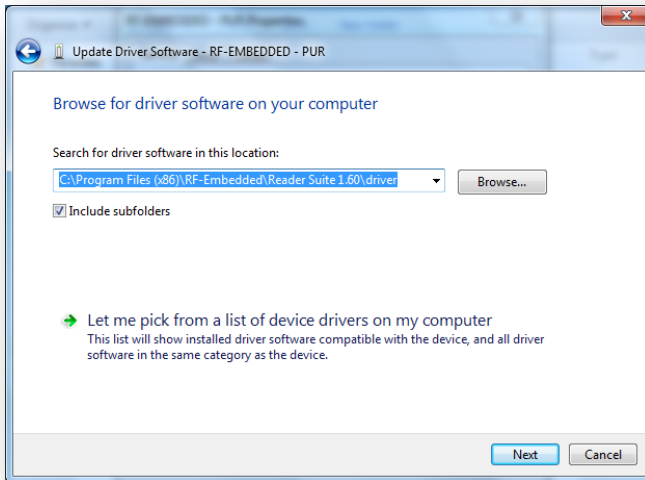 Update Driver Software - RF-EMBEDDED - PUR
Browse for driver software on your computer
Search for driver software in this location:
C:\Program Files (x86)\RF-Embedded\Reader Suite 1.60\driver
Browse...
Include subfolders
Let me pick from a list of device drivers on my computer
This list will show installed driver software compatible with the device, and all driver
software in the same category as the device.
Next
Cancel